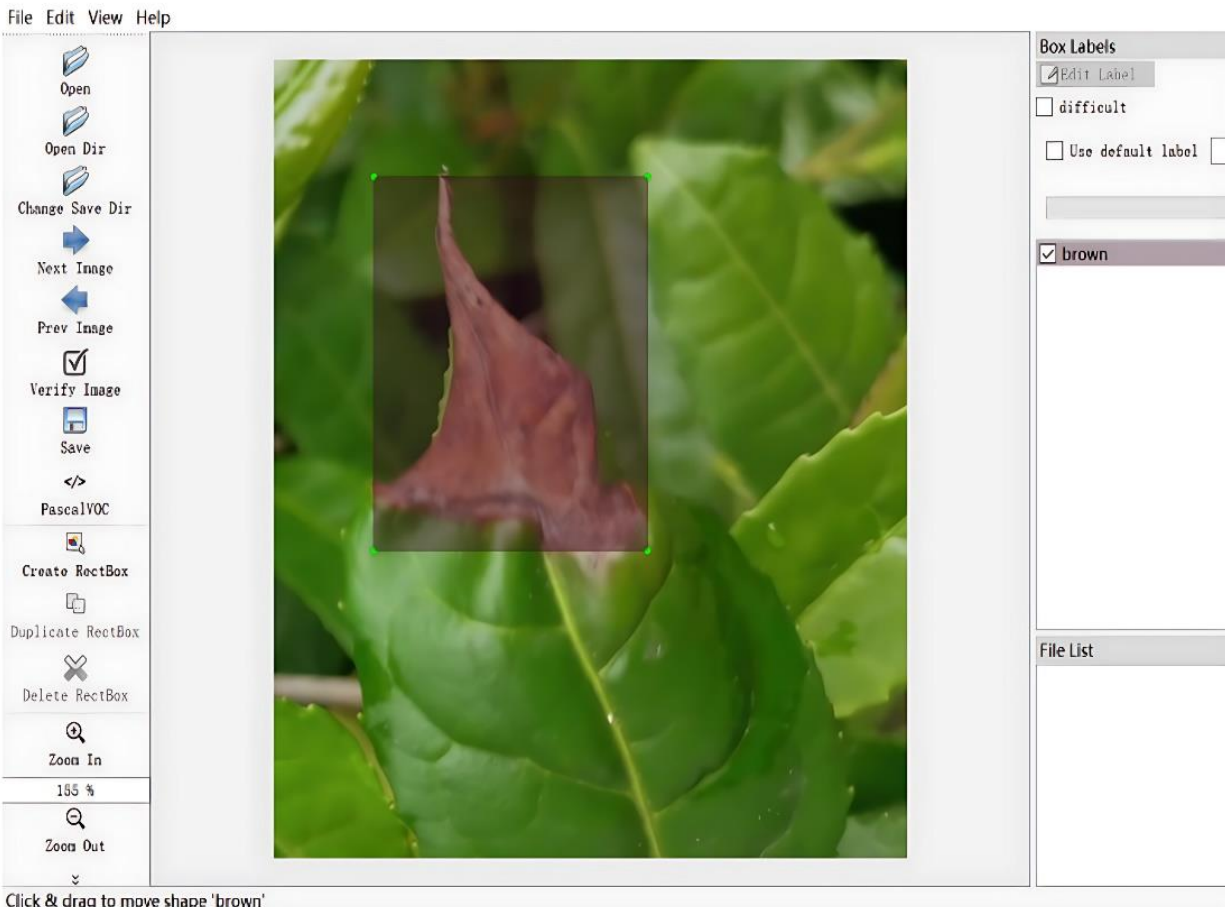 File Edit View Help
Open
Open Dir
Change Save Dir
Next Image
Prev Image
Verify Image
Save
</>
PascalVOC
Create RectBox
Duplicate RectBox
Delete RectBox
Zoom In
155 %
Zoom Out
Box Labels
Edit Label
difficult
Use default label
brown
File List
Click & drag to move shape 'brown'